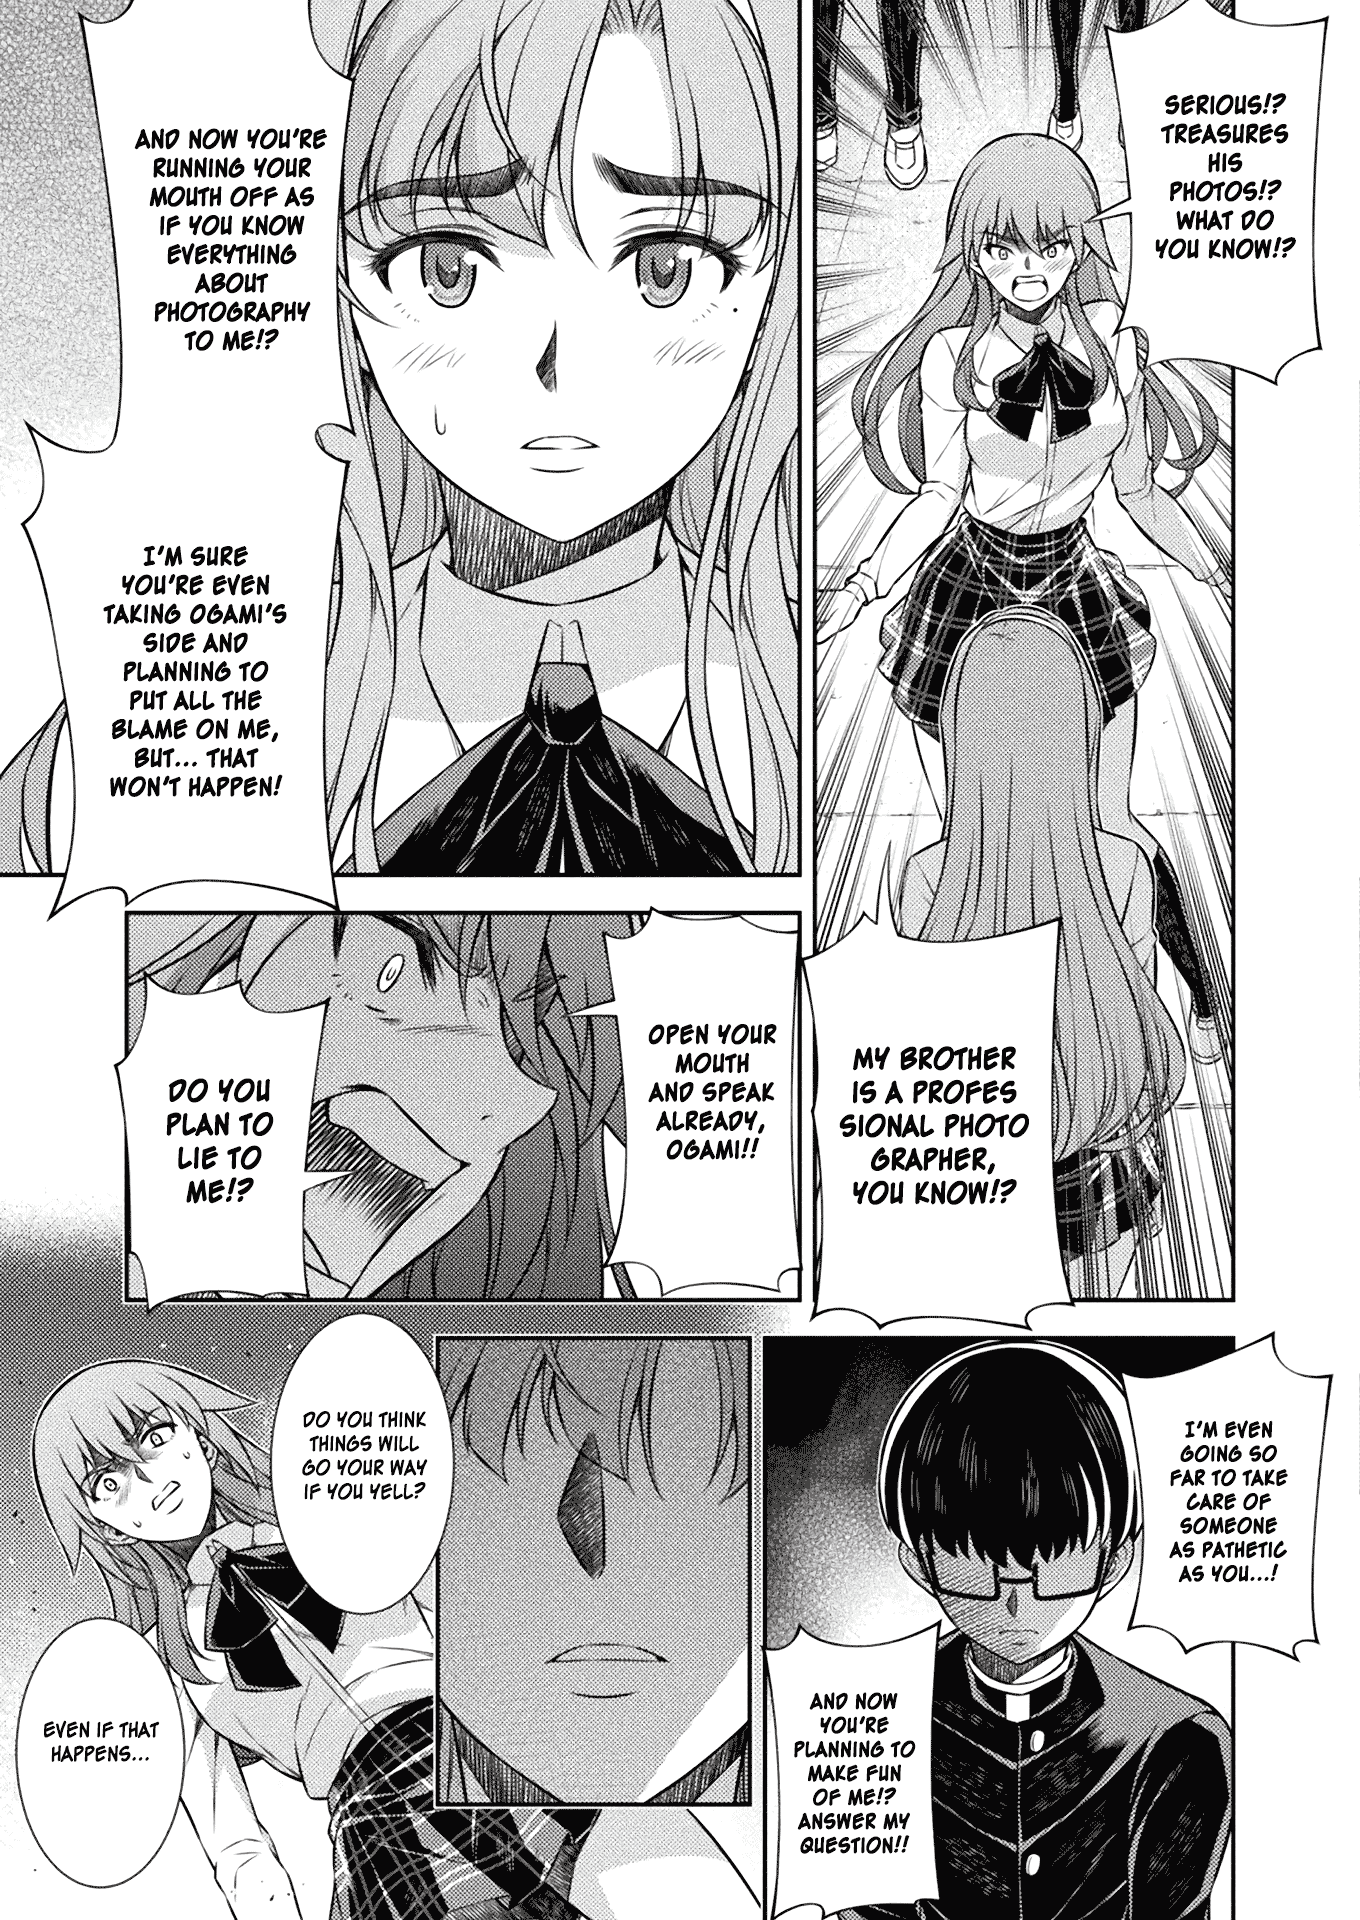 SERIOUS!?
TREASURES
HIS
PHOTOS!?
WHAT DO
YOU KNOW!?
MY BROTHER
IS A PROFES
SIONAL PHOTO
GRAPHER,
YOU KNOW!?
AND NOW YOU'RE
RUNNING YOUR
MOUTH OFF AS
IF YOU KNOW
EVERYTHING
ABOUT
PHOTOGRAPHY
TO ME!?
I'M SURE
YOU'RE EVEN
TAKING OGAMI'S
SIDE AND
PLANNING TO
PUT ALL THE
BLAME ON ME,
BUT... THAT
WON'T HAPPEN!
OPEN YOUR
MOUTH
AND SPEAK
ALREADY,
OGAMI!!
DO YOU
PLAN TO
LIE TO
ME!?
I'M EVEN
GOING SO
FAR TO TAKE
CARE OF
SOMEONE
AS PATHETIC
AS YOU...!
AND NOW
YOU'RE
PLANNING TO
MAKE FUN
OF ME!?
ANSWER MY
QUESTION!!
DO YOU THINK
THINGS WILL
GO YOUR WAY
IF YOU YELL?
EVEN IF THAT
HAPPENS...